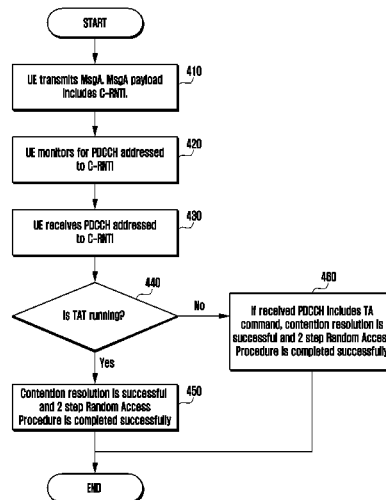 START
410
UE transmits MsgA. MsgA payload
includes C-RNTI.
420
UE monitors for PDCCH addressed
to C-RNTI
430
UE receives PDCCH addressed
to C-RNTI
440
Is TAT running?
No
460
If received PDCCH includes TA
command, contention resolution is
successful and 2 step Random Access
Procedure is completed successfully
Yes
450
Contention resolution is successful
and 2 step Random Access
Procedure is completed successfully
END